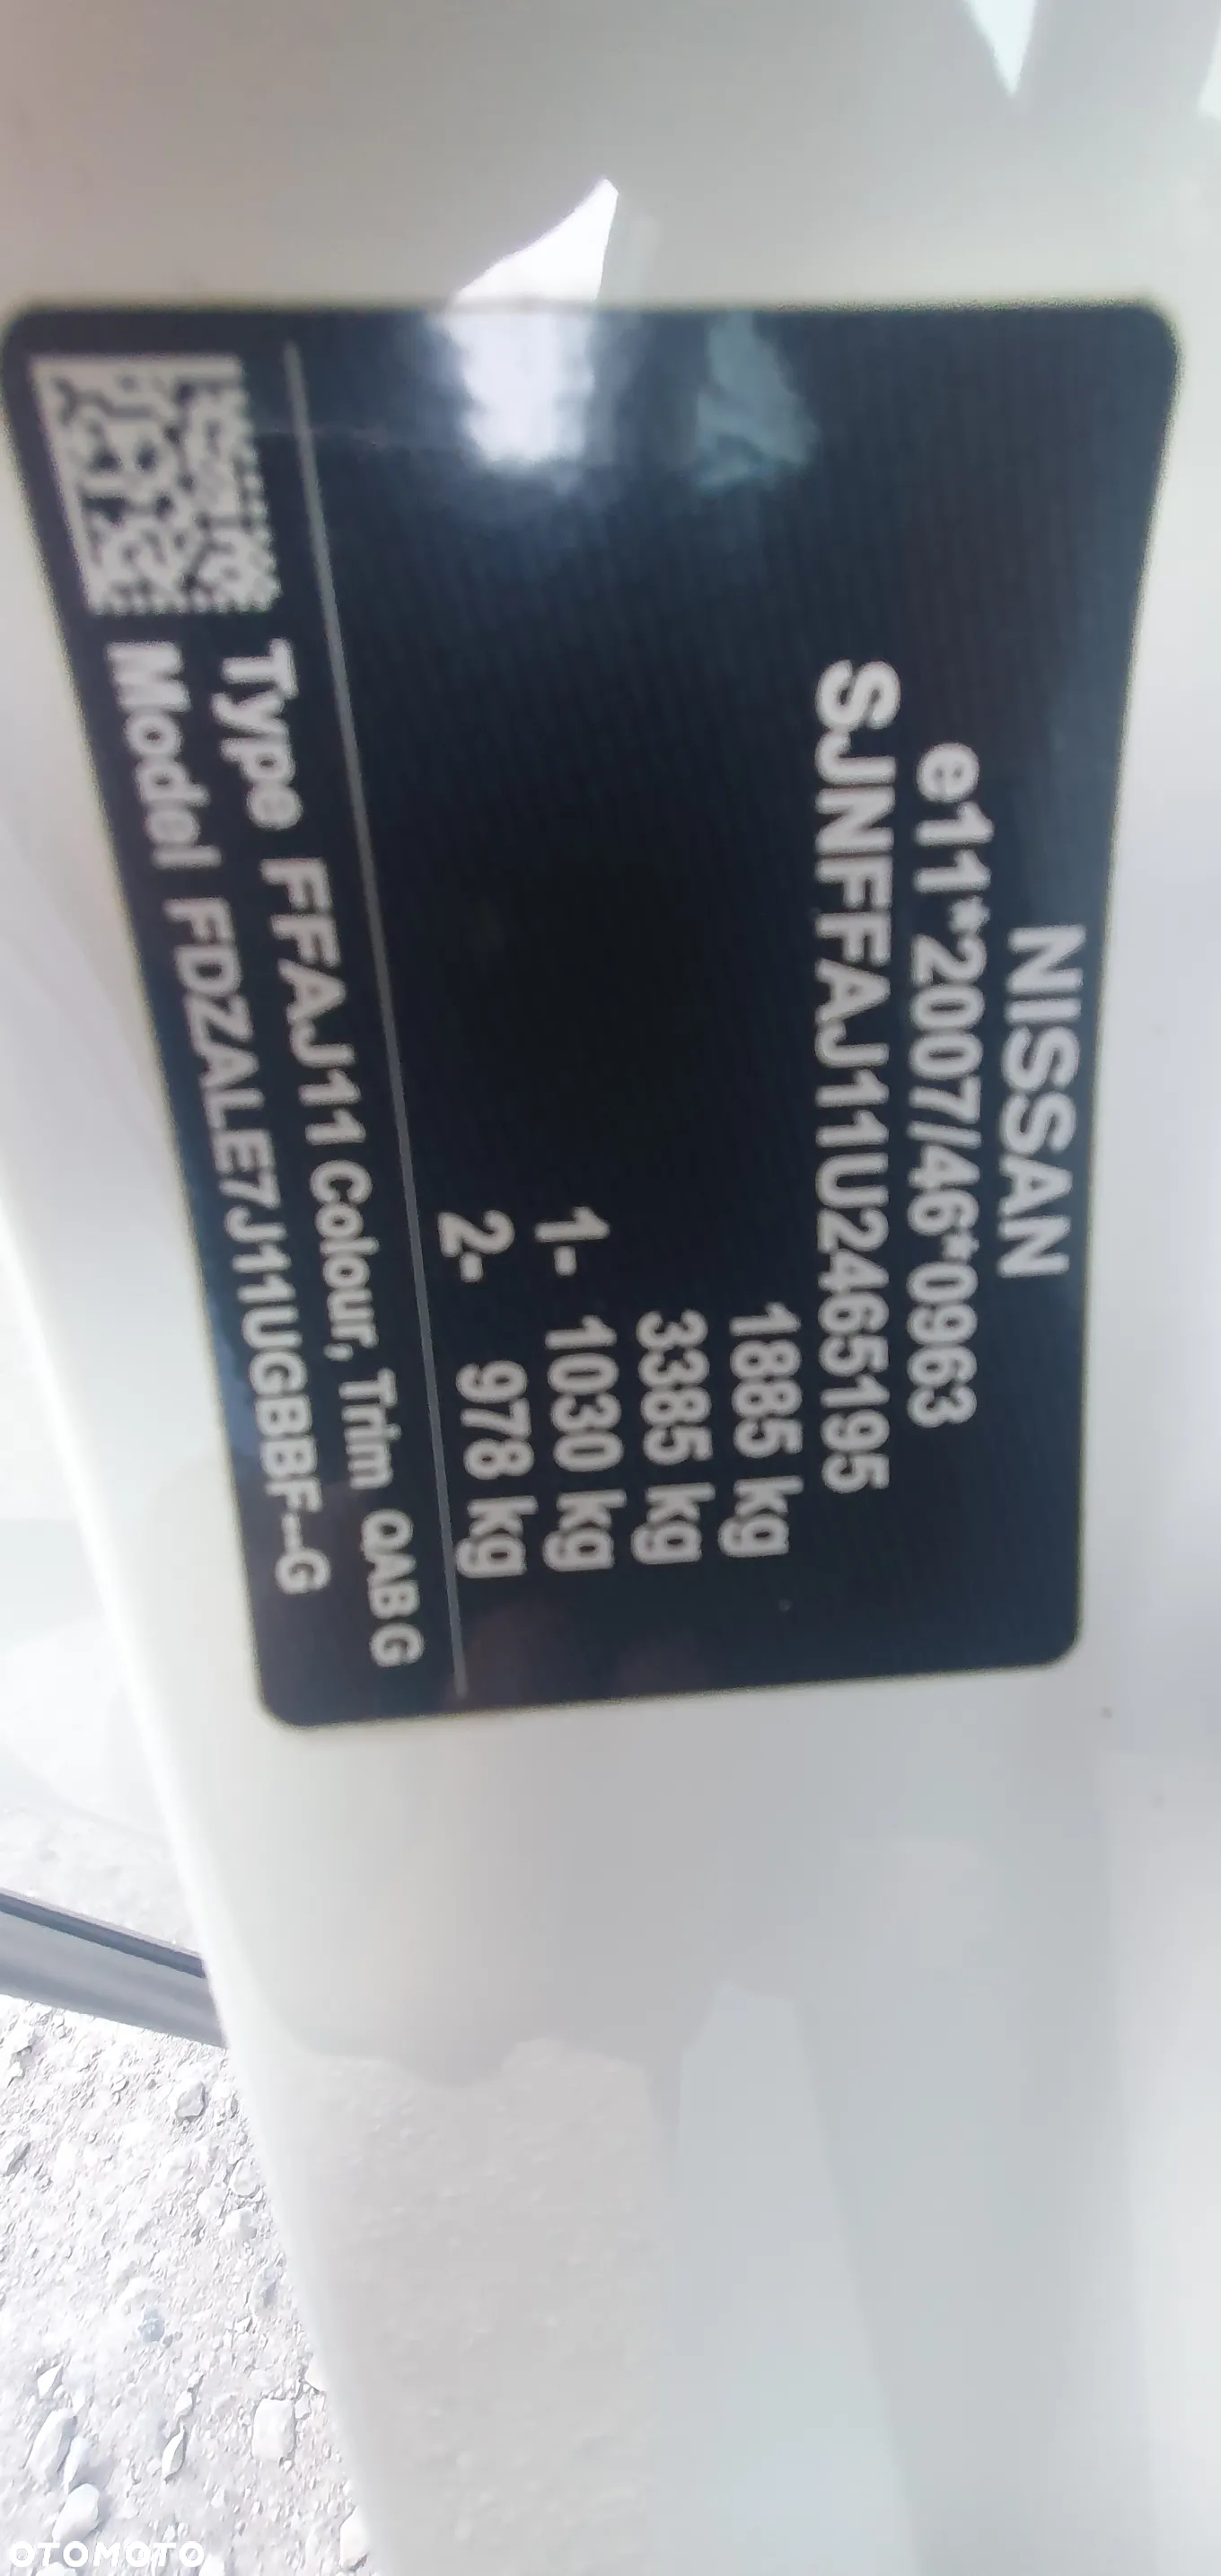 NISSAN
e11*2007/46*0963
SJNFFAJ11U2465195
1885 kg
3385 kg
1- 1030 kg
2- 978 kg
Type FFAJ11 Colour, Trim QAB G
Model FDZALE7J11UGBBF--G
OTOMOTO